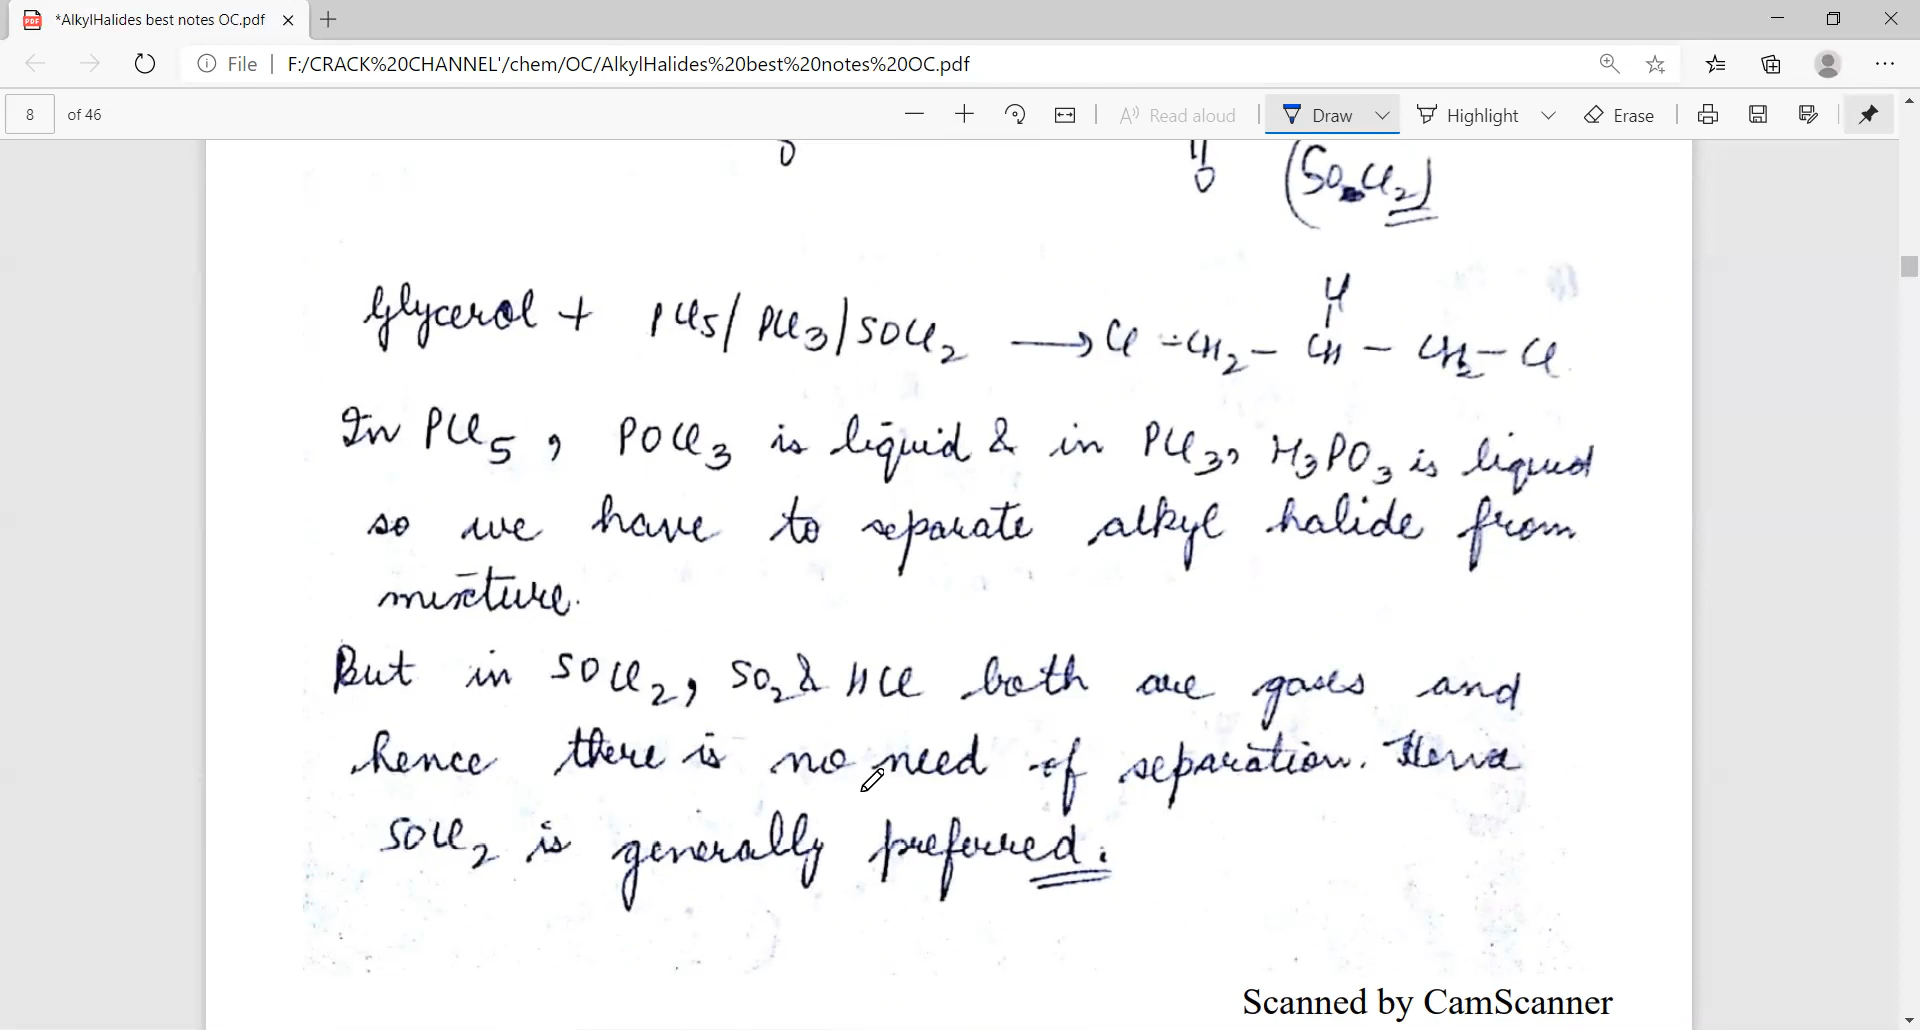 *AlkylHalides best notes OC.pdf
File | F:/CRACK%20CHANNEL'/chem/OC/AlkylHalides%20best%20notes%20OC.pdf
8 of 46 Read aloud Draw Highlight Erase
O O (SO2Cl2)
Cl
Glycerol + PCl5/ PCl3/SOCl2 → Cl-CH2-CH-CH2-Cl
In PCl5, POCl3 is liquid & in PCl3, H3PO3 is liquid
so we have to separate alkyl halide from
mixture.
But in SOCl2, SO2 & HCl both are gases and
hence there is no need of separation. Hence
SOCl2 is generally preferred.
Scanned by CamScanner